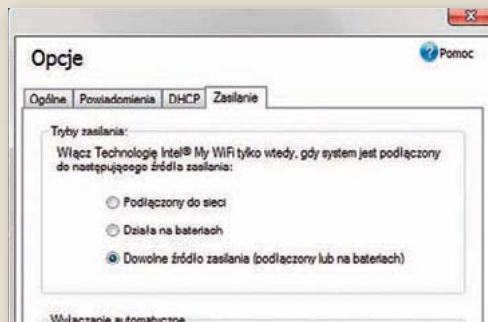 Opcje
Pomoc
Ogólne Powiadomienia DHCP Zasilanie
Tryby zasilania:
Włącz Technologię Intel® My WiFi tylko wtedy, gdy system jest podłączony
do następującego źródła zasilania:
Podłączony do sieci
Działa na bateriach
Dowolne źródło zasilania (podłączony lub na bateriach)
Wyłączanie automatyczne